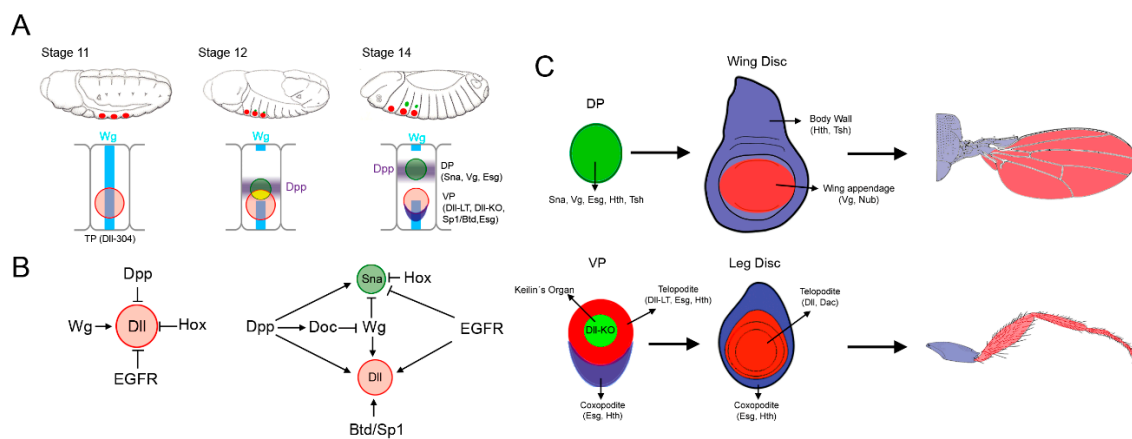 A
Stage 11
Stage 12
Stage 14
Wg
Wg
Wg
Dpp
Dpp
DP
(Sna, Vg, Esg)
VP
(Dll-LT, Dll-KO,
Sp1/Btd,Esg)
TP (Dll-304)
B
Dpp
Wg
Dll
Hox
EGFR
Sna
Hox
Dpp
Doc
Wg
EGFR
Dll
Btd/Sp1
C
DP
Sna, Vg, Esg, Hth, Tsh
Wing Disc
Body Wall
(Hth, Tsh)
Wing appendage
(Vg, Nub)
VP
Keilin´s Organ
Dll-KO
Telopodite
(Dll-LT, Esg, Hth)
Coxopodite
(Esg, Hth)
Leg Disc
Telopodite
(Dll, Dac)
Coxopodite
(Esg, Hth)